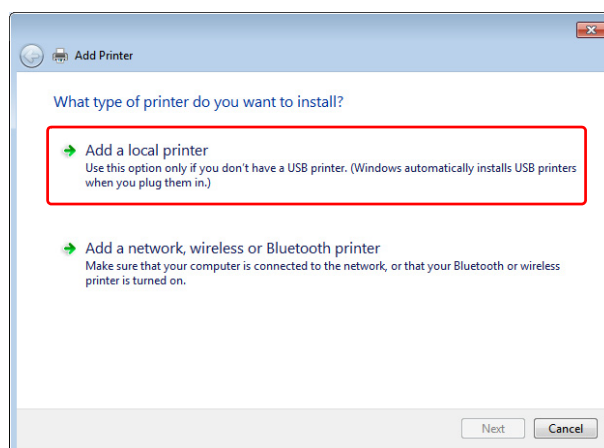 Add Printer
What type of printer do you want to install?
Add a local printer
Use this option only if you don't have a USB printer. (Windows automatically installs USB printers
when you plug them in.)
Add a network, wireless or Bluetooth printer
Make sure that your computer is connected to the network, or that your Bluetooth or wireless
printer is turned on.
Next Cancel